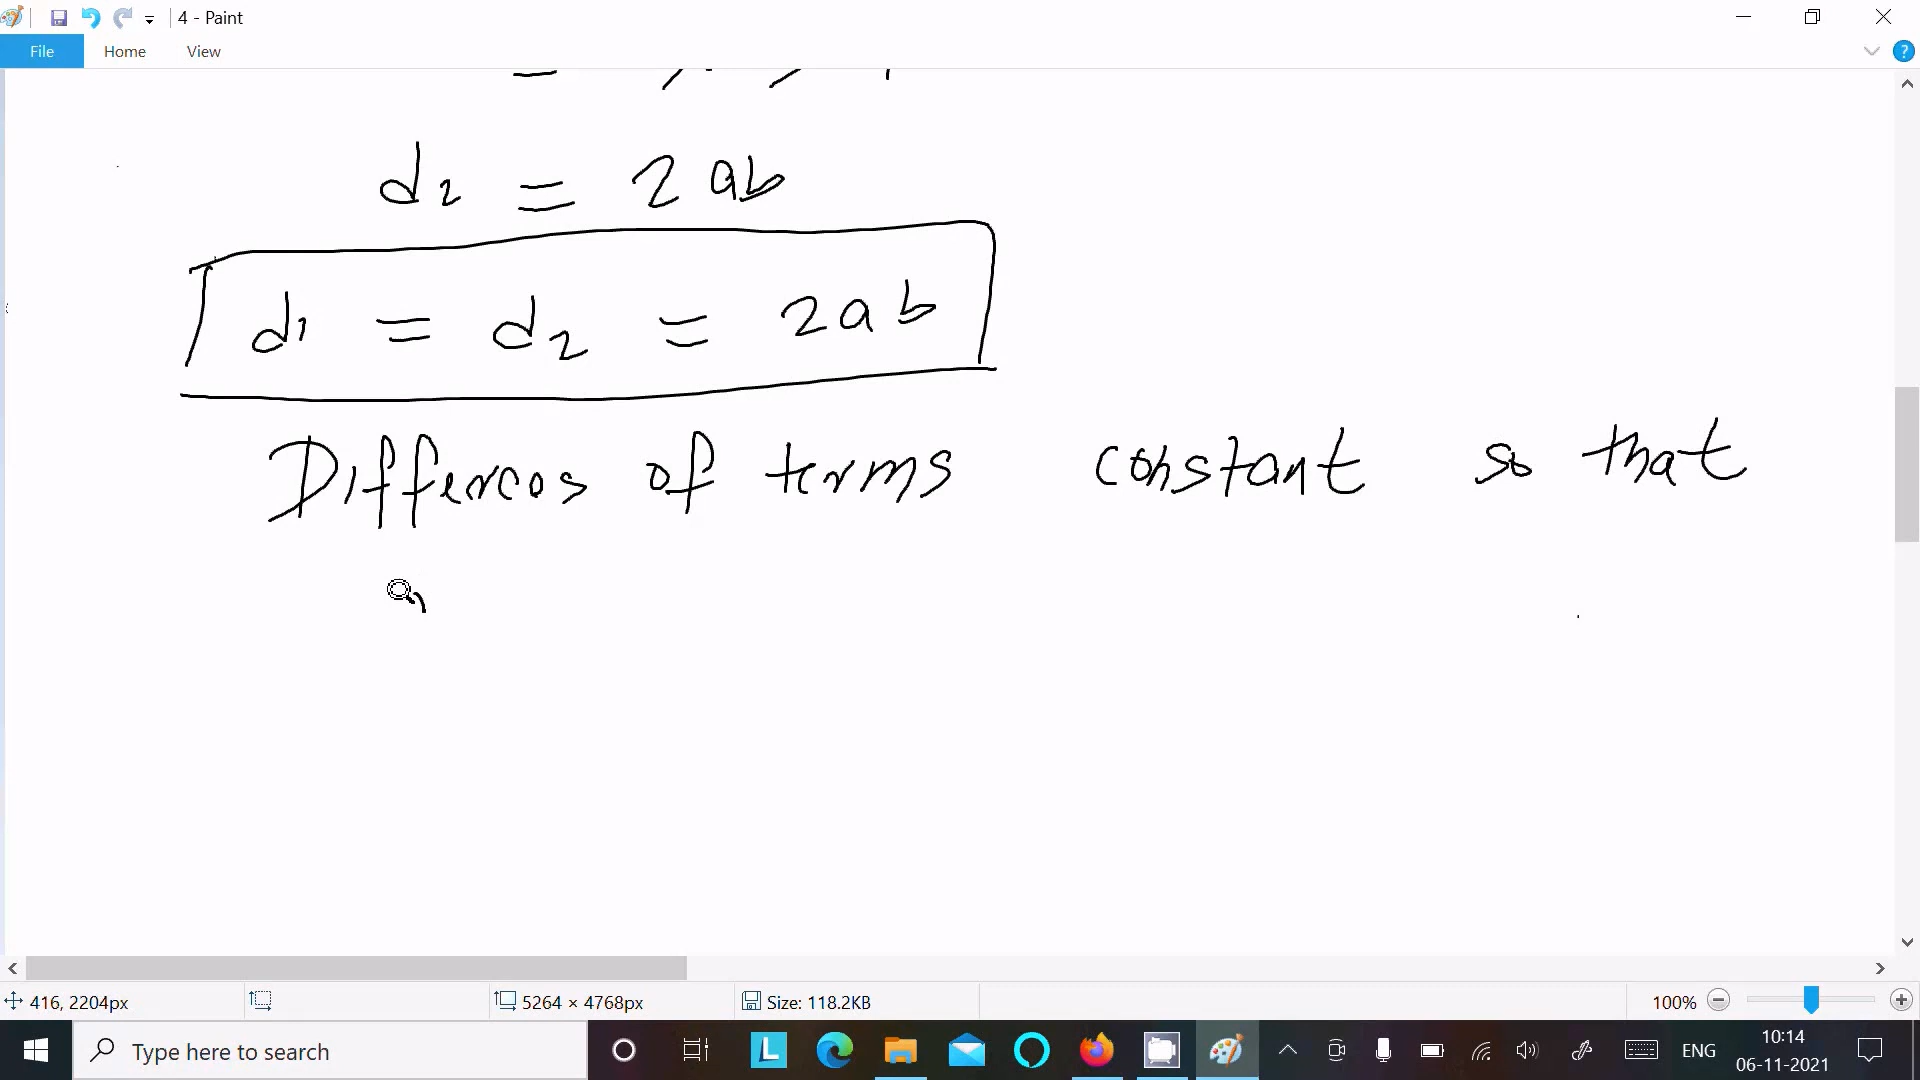 4 - Paint
File Home View
d2 = 2ab
d1 = d2 = 2ab
Differcos of terms constant so that
416, 2204px 5264 × 4768px Size: 118.2KB 100%
Type here to search
L ENG 10:14
06-11-2021